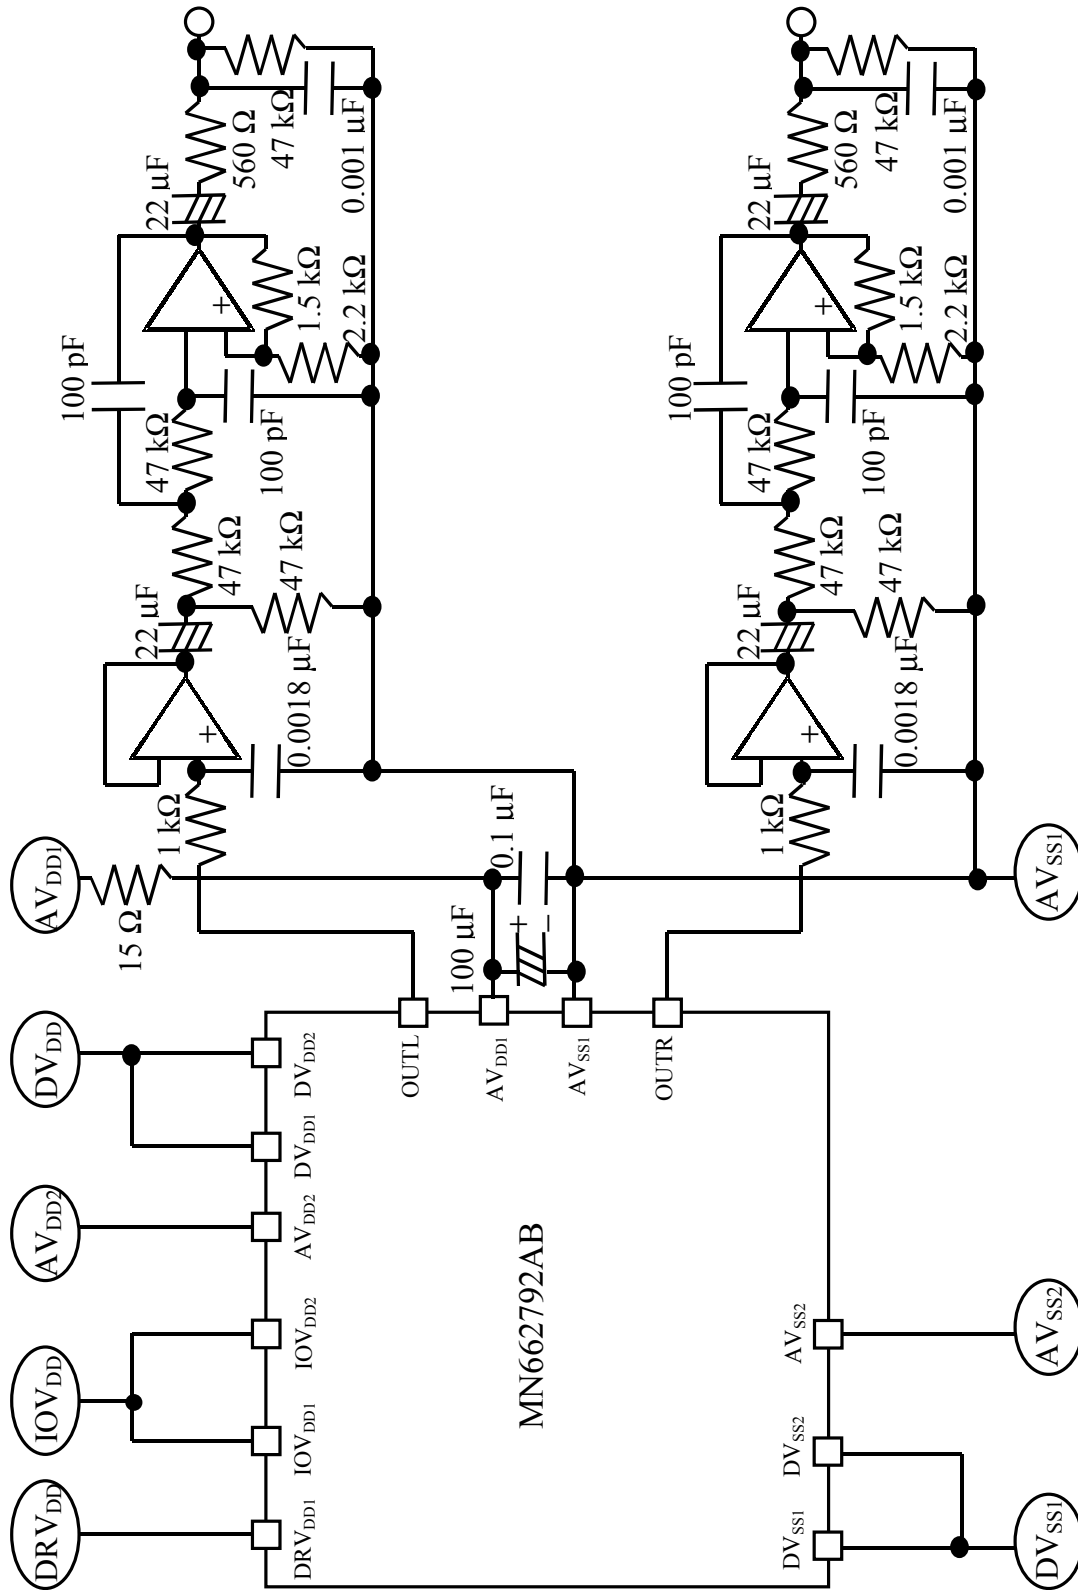 DRVDD
IOVDD
AVDD2
DVDD
AVDD1
100 pF
15 Ω
22 µF
47 kΩ
22 µF
1 kΩ
+
47 kΩ
+
560 Ω
100 pF
47 kΩ
47 kΩ
0.0018 µF
1.5 kΩ
2.2 kΩ
0.001 µF
DRVDD1
IOVDD1
IOVDD2
AVDD2
DVDD1
DVDD2
OUTL
100 µF
AVDD1
0.1 µF
+
–
MN662792AB
AVSS1
OUTR
100 pF
22 µF
47 kΩ
22 µF
1 kΩ
+
47 kΩ
+
560 Ω
100 pF
47 kΩ
47 kΩ
0.0018 µF
1.5 kΩ
2.2 kΩ
0.001 µF
DVSS1
DVSS2
AVSS2
DVSS1
AVSS2
AVSS1